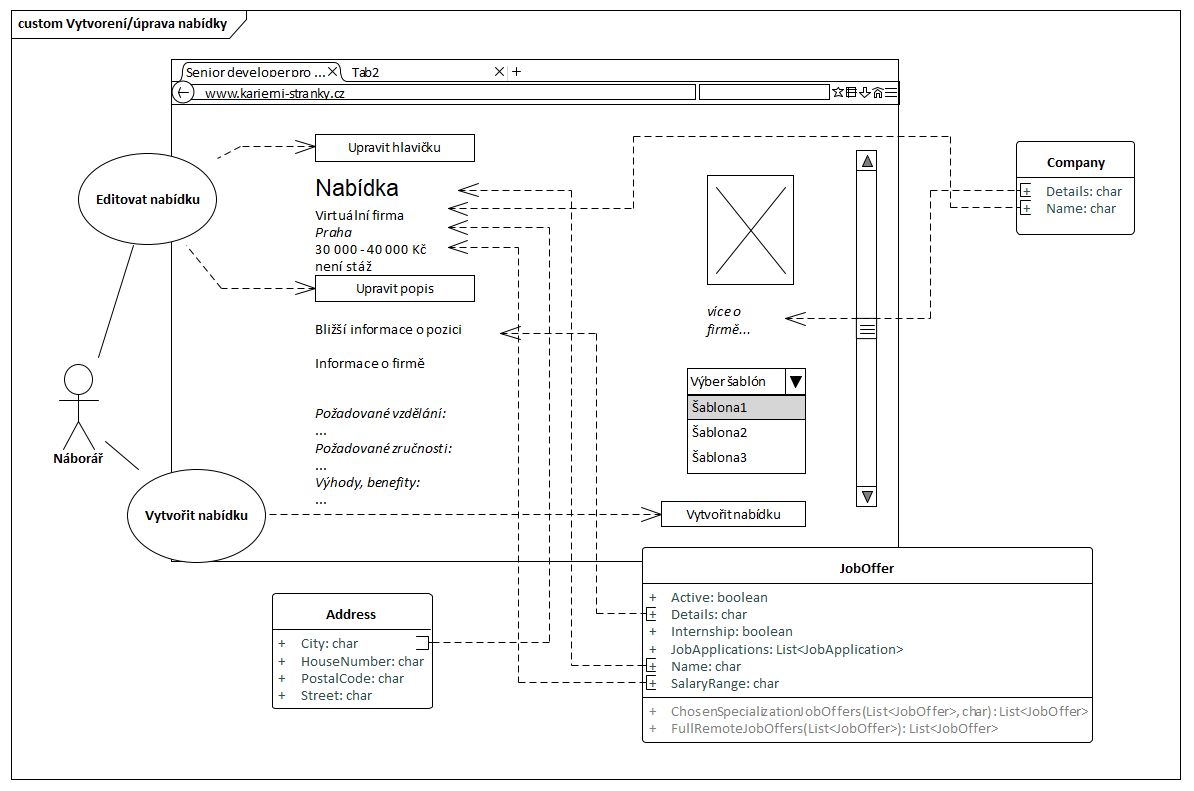 custom Vytvorení/úprava nabídky
Senior developer pro ...
Tab2
www.kariemi-stranky.cz
Upravit hlavičku
Editovat nabídku
Nabídka
Virtuální firma
Praha
30 000 - 40 000 Kč
není stáž
Upravit popis
Bližší informace o pozici
Informace o firmě
Požadované vzdělání:
...
Požadované zručnosti:
...
Výhody, benefity:
...
více o
firmě...
Výber šablón
Šablona1
Šablona2
Šablona3
Vytvořit nabídku
Company
+ Details: char
+ Name: char
Náborář
Vytvořit nabídku
Address
+ City: char
+ HouseNumber: char
+ PostalCode: char
+ Street: char
JobOffer
+ Active: boolean
+ Details: char
+ Internship: boolean
+ JobApplications: List<JobApplication>
+ Name: char
+ SalaryRange: char
+ ChosenSpecializationJobOffers(List<JobOffer>, char): List<JobOffer>
+ FullRemoteJobOffers(List<JobOffer>): List<JobOffer>